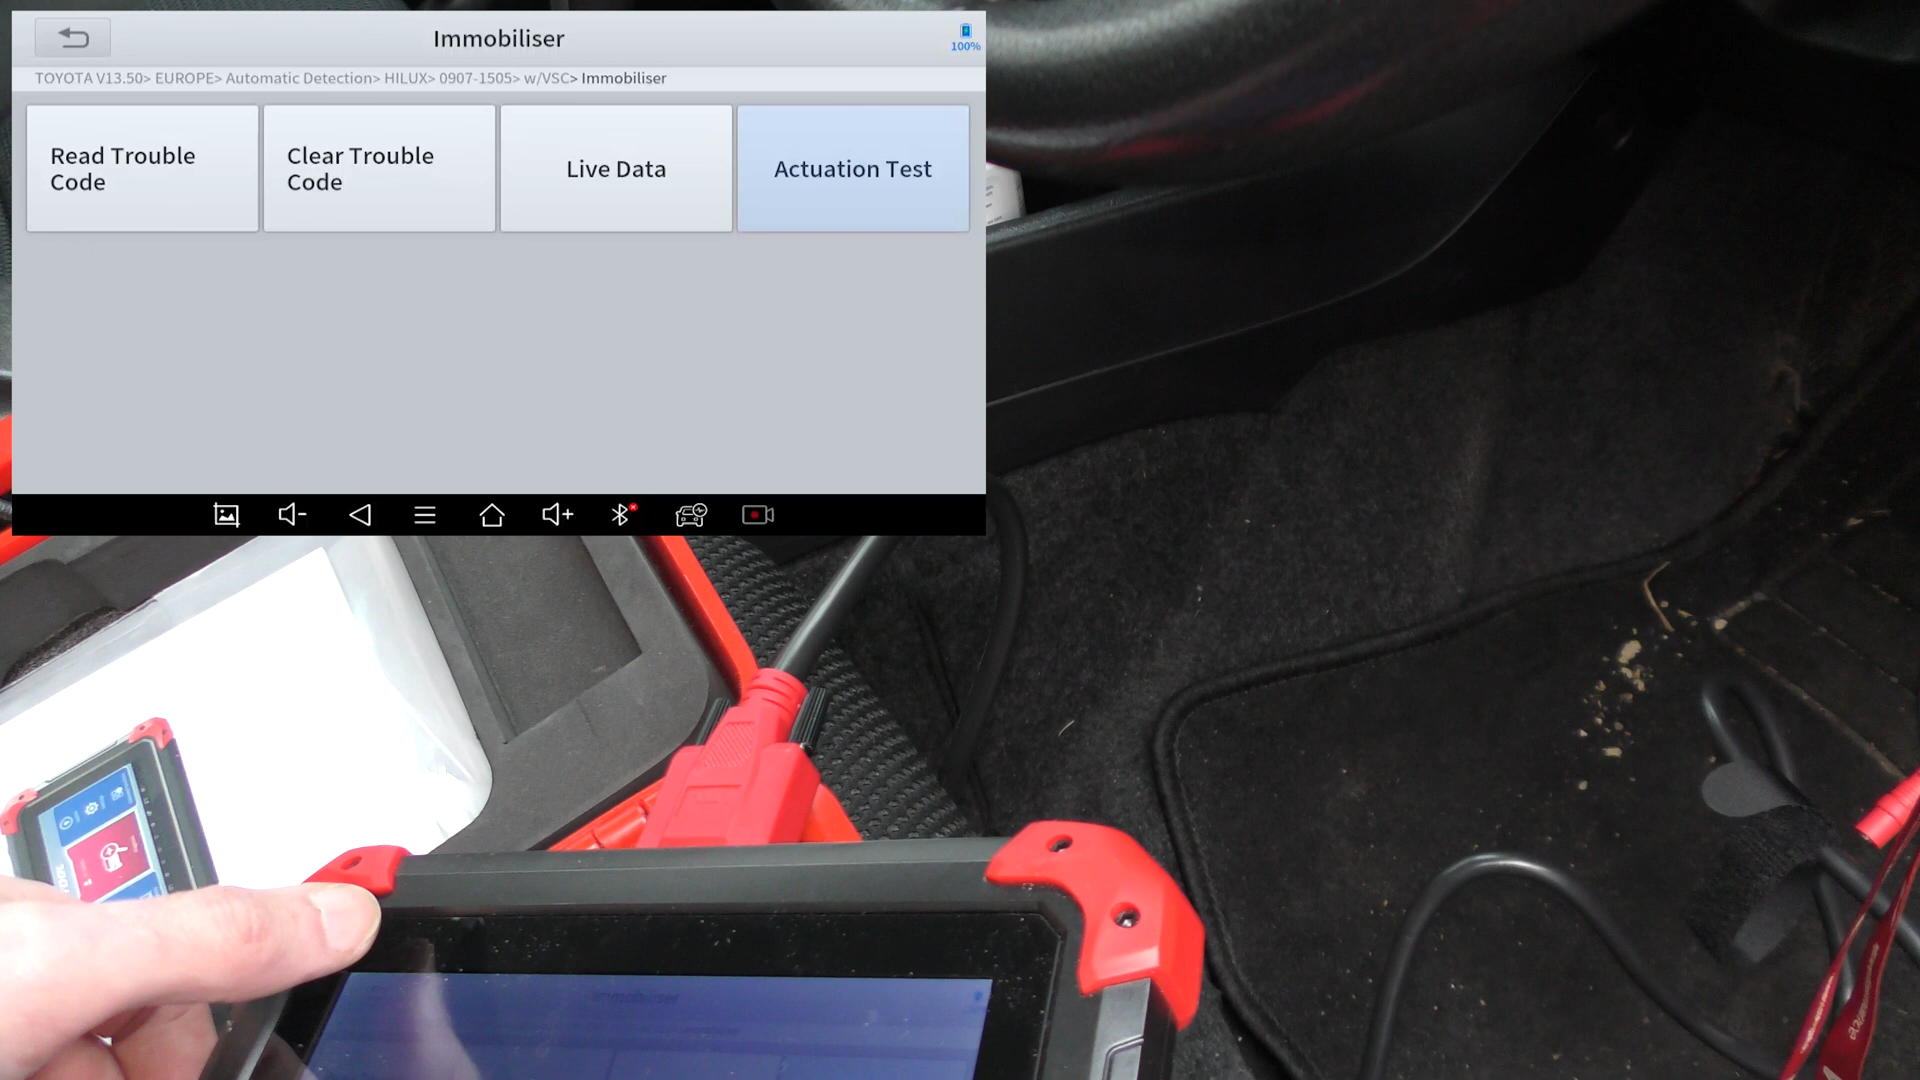 Immobiliser
100%
TOYOTA V13.50> EUROPE> Automatic Detection> HILUX> 0907-1505> w/VSC> Immobiliser
Read Trouble
Code
Clear Trouble
Code
Live Data
Actuation Test
Immobiliser